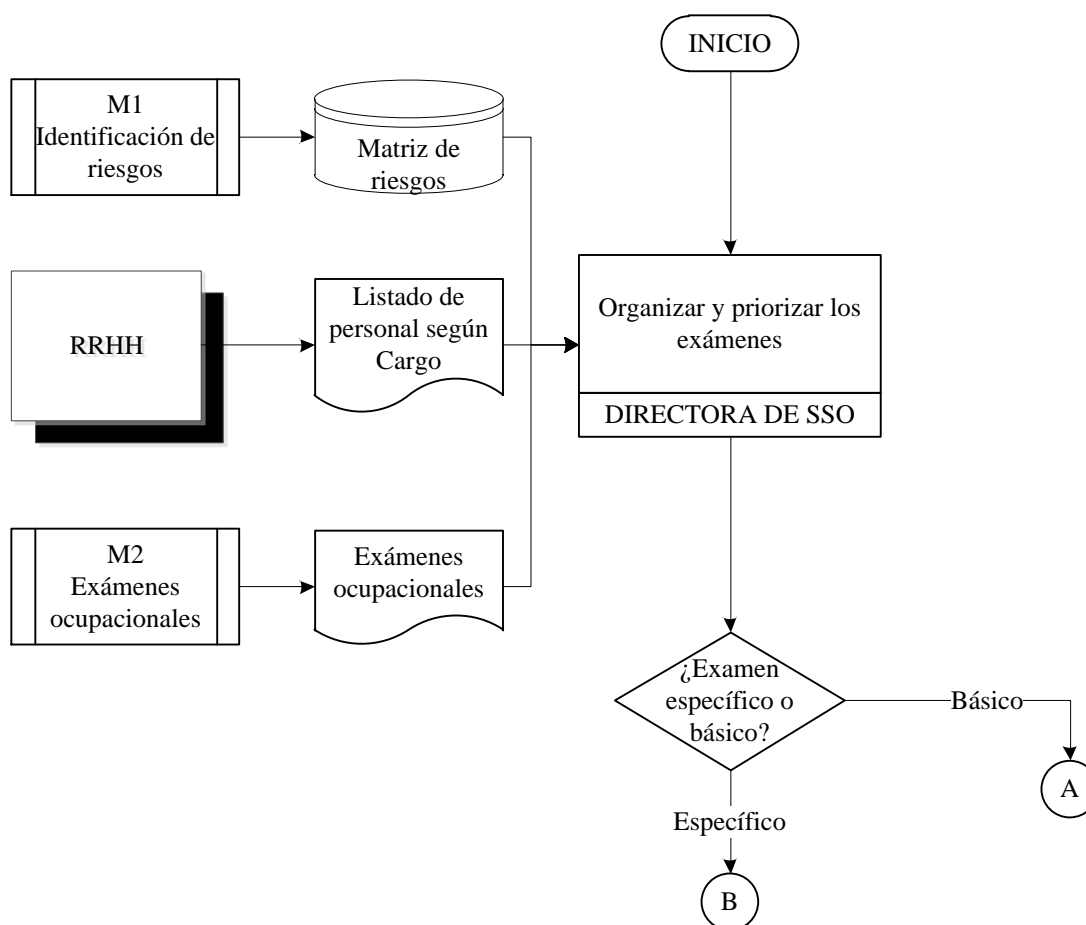 INICIO
M1
Identificación de
riesgos
Matriz de
riesgos
RRHH
Listado de
personal según
Cargo
Organizar y priorizar los
exámenes
DIRECTORA DE SSO
M2
Exámenes
ocupacionales
Exámenes
ocupacionales
¿Examen
específico o
básico?
Básico
A
Específico
B